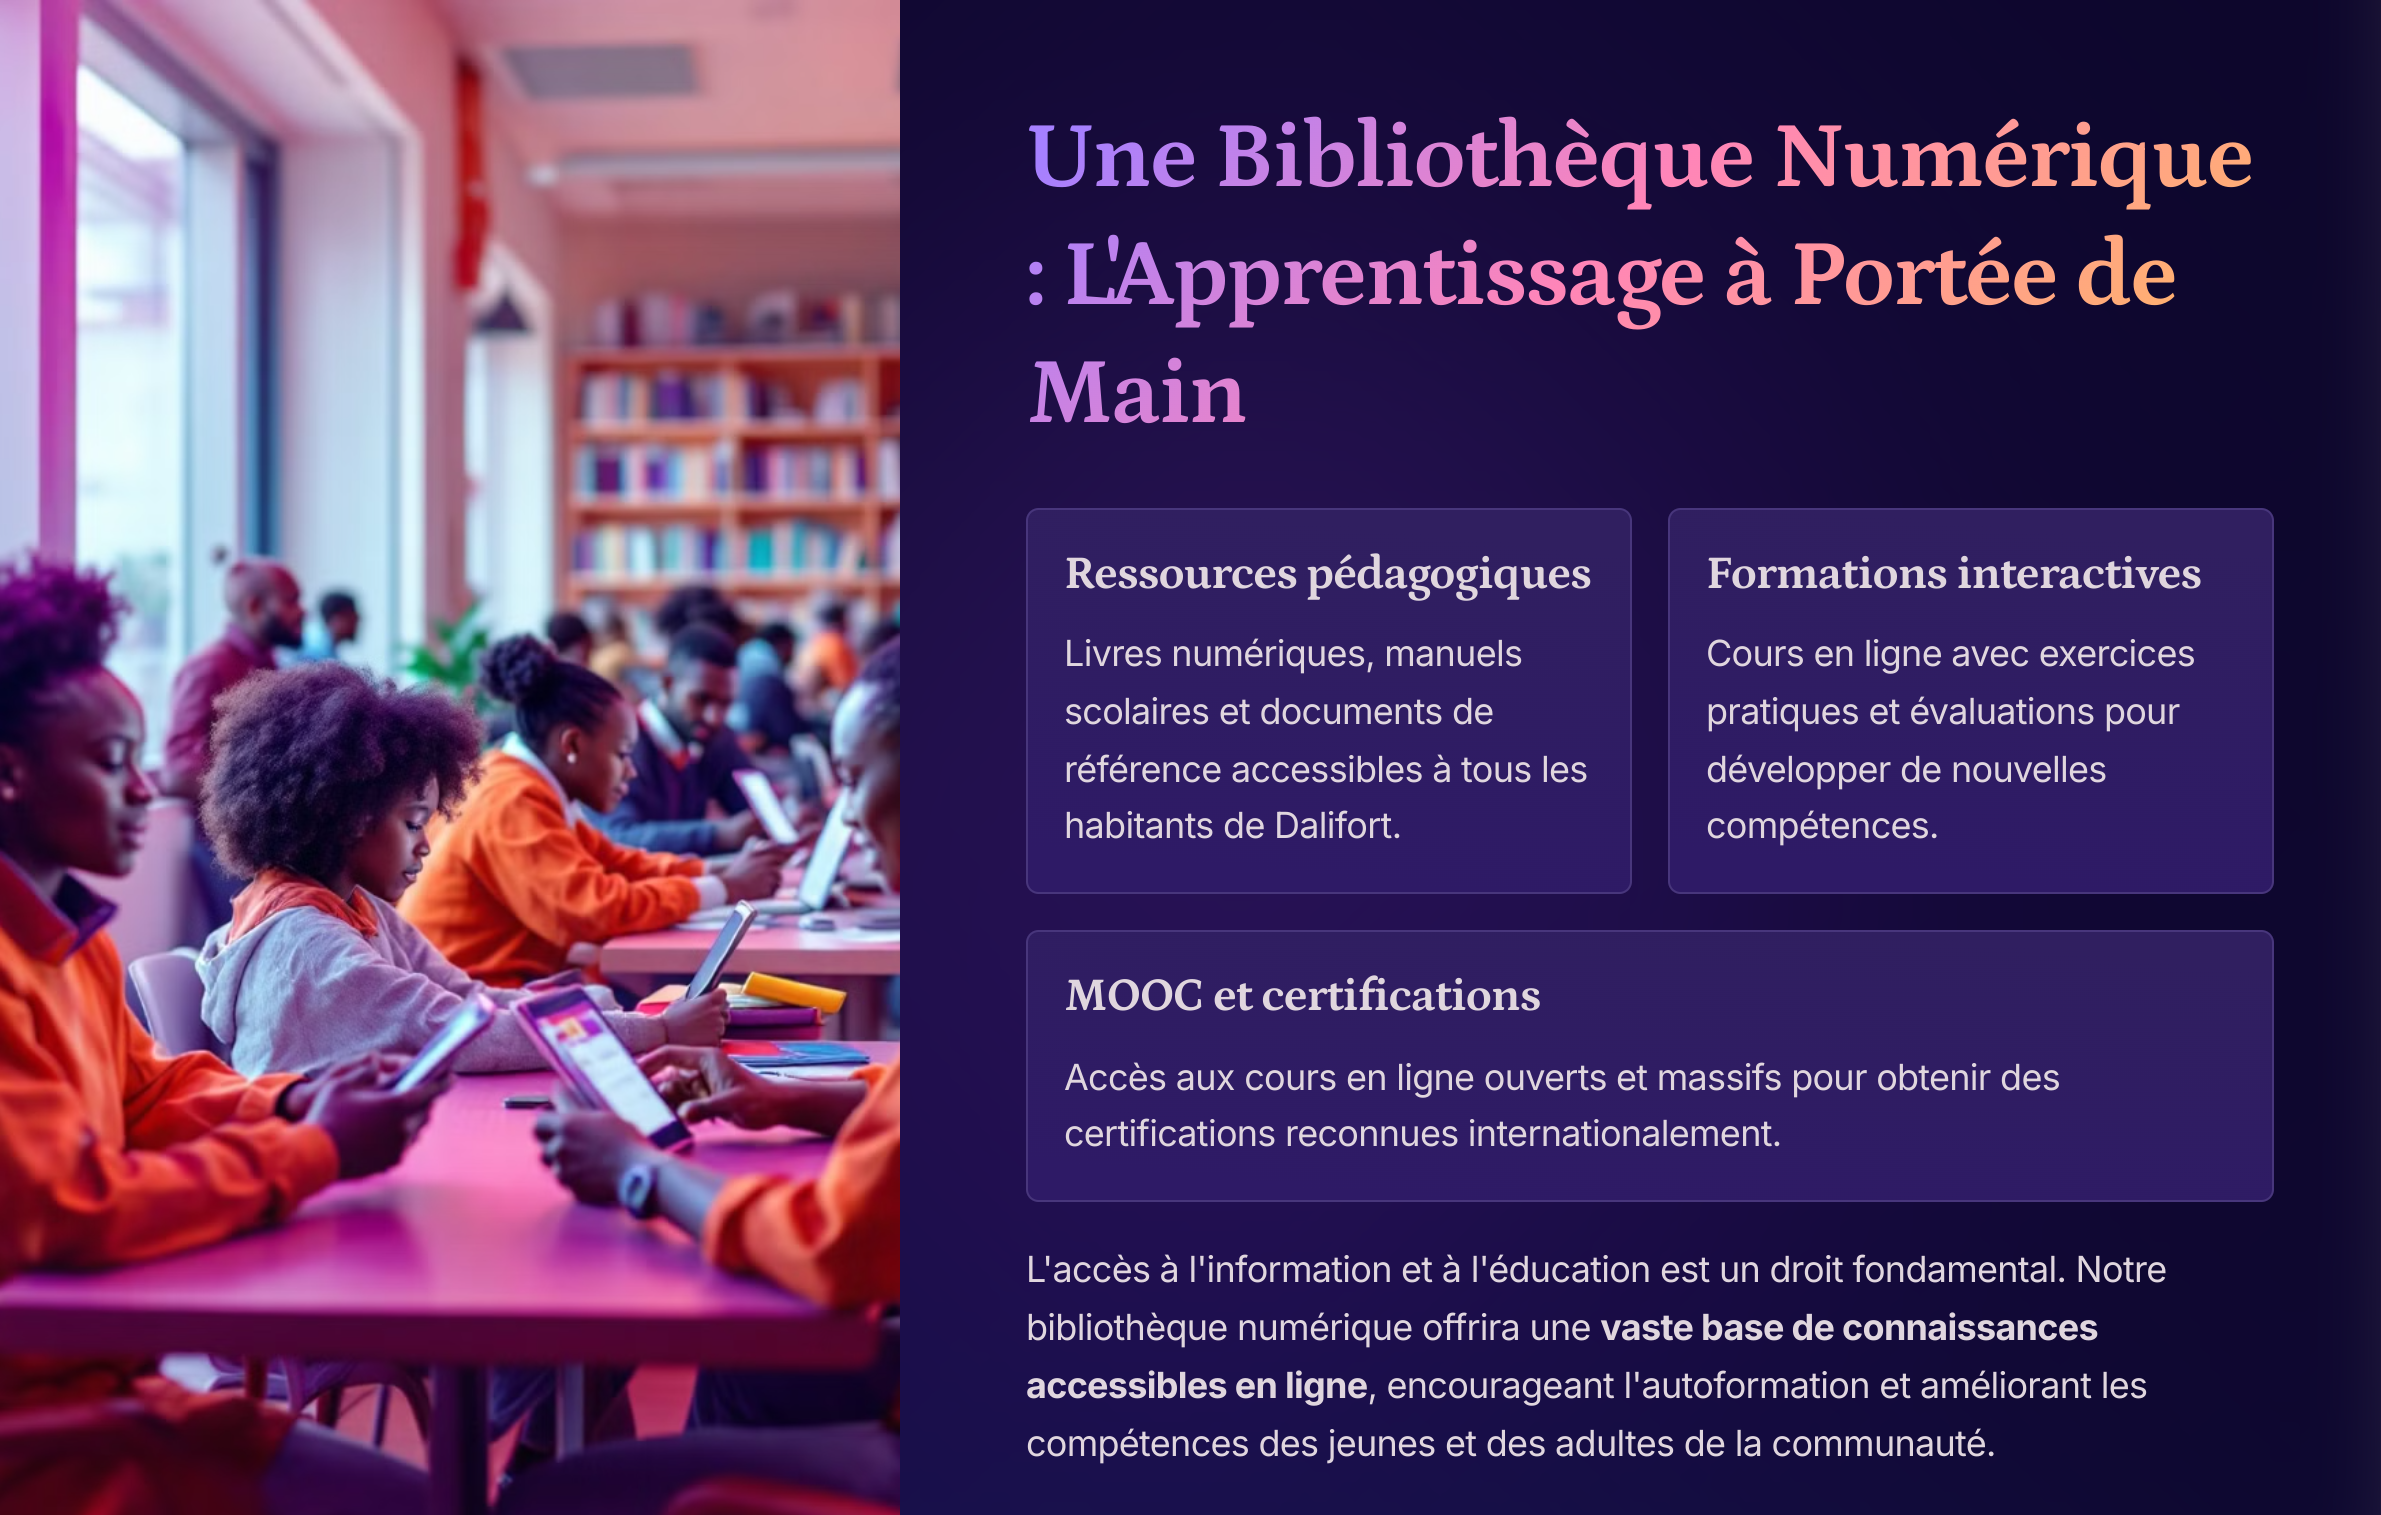 Une Bibliothèque Numérique
: L'Apprentissage à Portée de
Main
Ressources pédagogiques
Livres numériques, manuels
scolaires et documents de
référence accessibles à tous les
habitants de Dalifort.
Formations interactives
Cours en ligne avec exercices
pratiques et évaluations pour
développer de nouvelles
compétences.
MOOC et certifications
Accès aux cours en ligne ouverts et massifs pour obtenir des
certifications reconnues internationalement.
L'accès à l'information et à l'éducation est un droit fondamental. Notre
bibliothèque numérique offrira une vaste base de connaissances
accessibles en ligne, encourageant l'autoformation et améliorant les
compétences des jeunes et des adultes de la communauté.